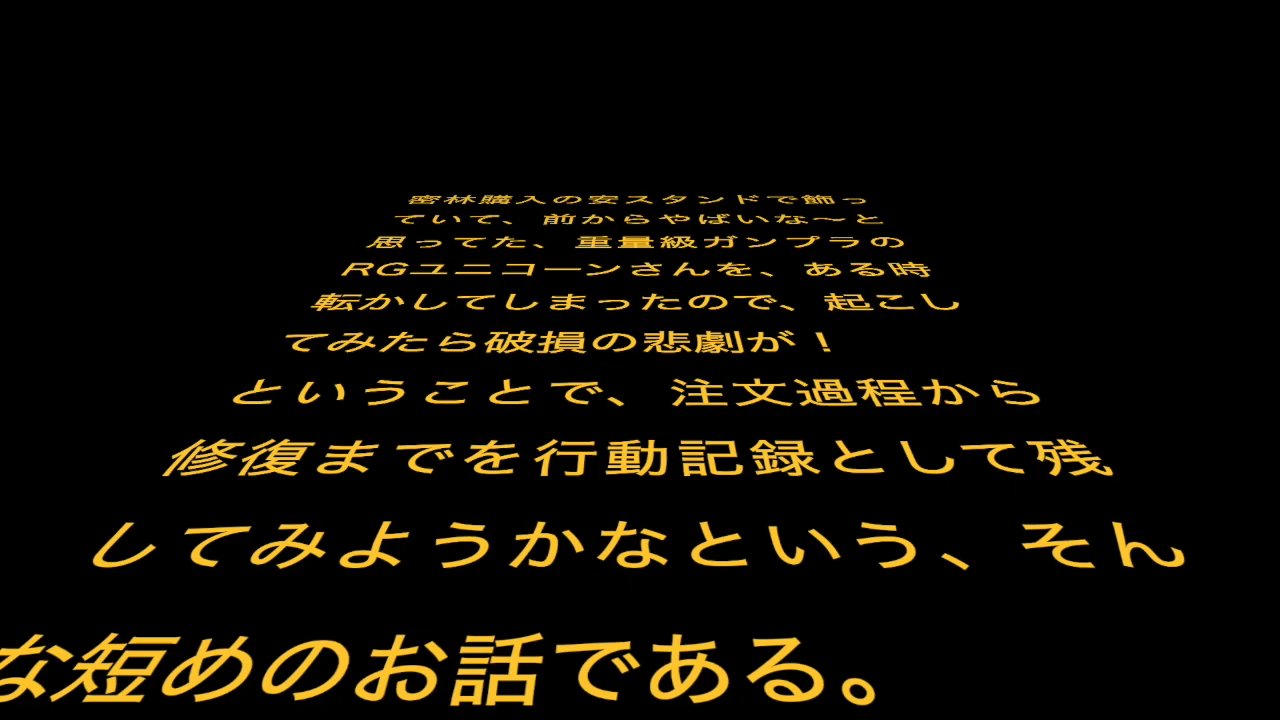 密林購入の安スタンドで飾っ
ていて、前からやばいな～と
思ってた、重量級ガンプラの
RGユニコーンさんを、ある時
転かしてしまったので、起こし
てみたら破損の悲劇が！
ということで、注文過程から
修復までを行動記録として残
してみようかなという、そん
な短めのお話である。